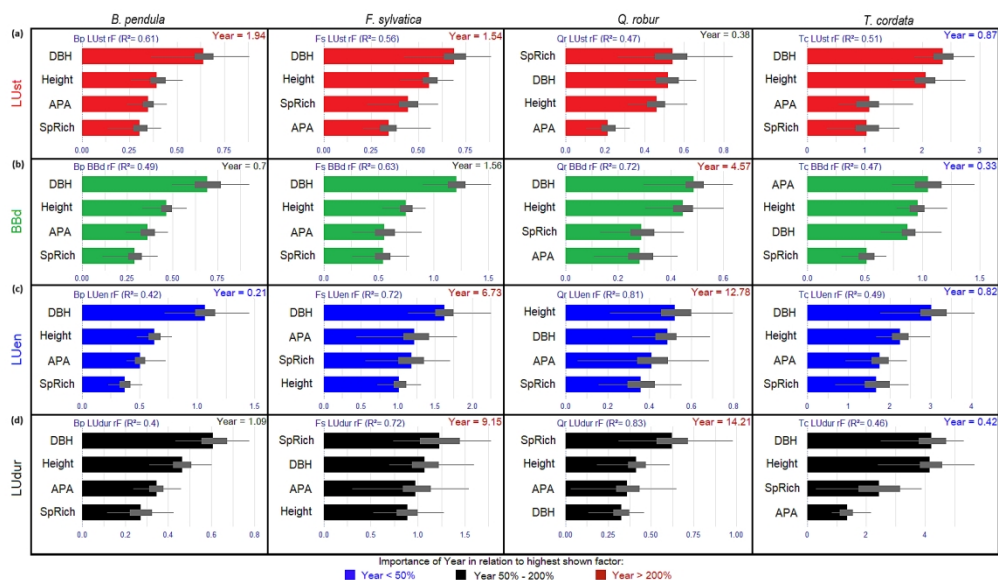 B. pendula F. sylvatica Q. robur T. cordata
(a) LUst
Bp LUst rF (R²= 0.61) Year = 1.94
DBH
Height
APA
SpRich
0.00 0.25 0.50 0.75
Fs LUst rF (R²= 0.56) Year = 1.54
DBH
Height
SpRich
APA
0.00 0.25 0.50 0.75
Qr LUst rF (R²= 0.47) Year = 0.38
SpRich
DBH
Height
APA
0.0 0.2 0.4 0.6 0.8
Tc LUst rF (R²= 0.51) Year = 0.87
DBH
Height
APA
SpRich
0 1 2 3
(b) BBd
Bp BBd rF (R²= 0.49) Year = 0.7
DBH
Height
APA
SpRich
0.00 0.25 0.50 0.75
Fs BBd rF (R²= 0.63) Year = 1.56
DBH
Height
APA
SpRich
0.0 0.5 1.0 1.5
Qr BBd rF (R²= 0.72) Year = 4.57
DBH
Height
SpRich
APA
0.0 0.2 0.4 0.6
Tc BBd rF (R²= 0.47) Year = 0.33
APA
Height
DBH
SpRich
0.0 0.5 1.0 1.5
(c) LUen
Bp LUen rF (R²= 0.42) Year = 0.21
DBH
Height
APA
SpRich
0.0 0.5 1.0 1.5
Fs LUen rF (R²= 0.72) Year = 6.73
DBH
APA
SpRich
Height
0.0 0.5 1.0 1.5 2.0
Qr LUen rF (R²= 0.81) Year = 12.78
Height
DBH
APA
SpRich
0.0 0.2 0.4 0.6 0.8
Tc LUen rF (R²= 0.49) Year = 0.82
DBH
Height
APA
SpRich
0 1 2 3 4
(d) LUdur
Bp LUdur rF (R²= 0.4) Year = 1.09
DBH
Height
APA
SpRich
0.00 0.25 0.50 0.75
Fs LUdur rF (R²= 0.72) Year = 9.15
SpRich
DBH
APA
Height
0.0 0.5 1.0 1.5
Qr LUdur rF (R²= 0.83) Year = 14.21
SpRich
Height
APA
DBH
0.00 0.25 0.50 0.75 1.00
Tc LUdur rF (R²= 0.46) Year = 0.42
DBH
Height
SpRich
APA
0 2 4
Importance of Year in relation to highest shown factor:
Year < 50% Year 50% - 200% Year > 200%